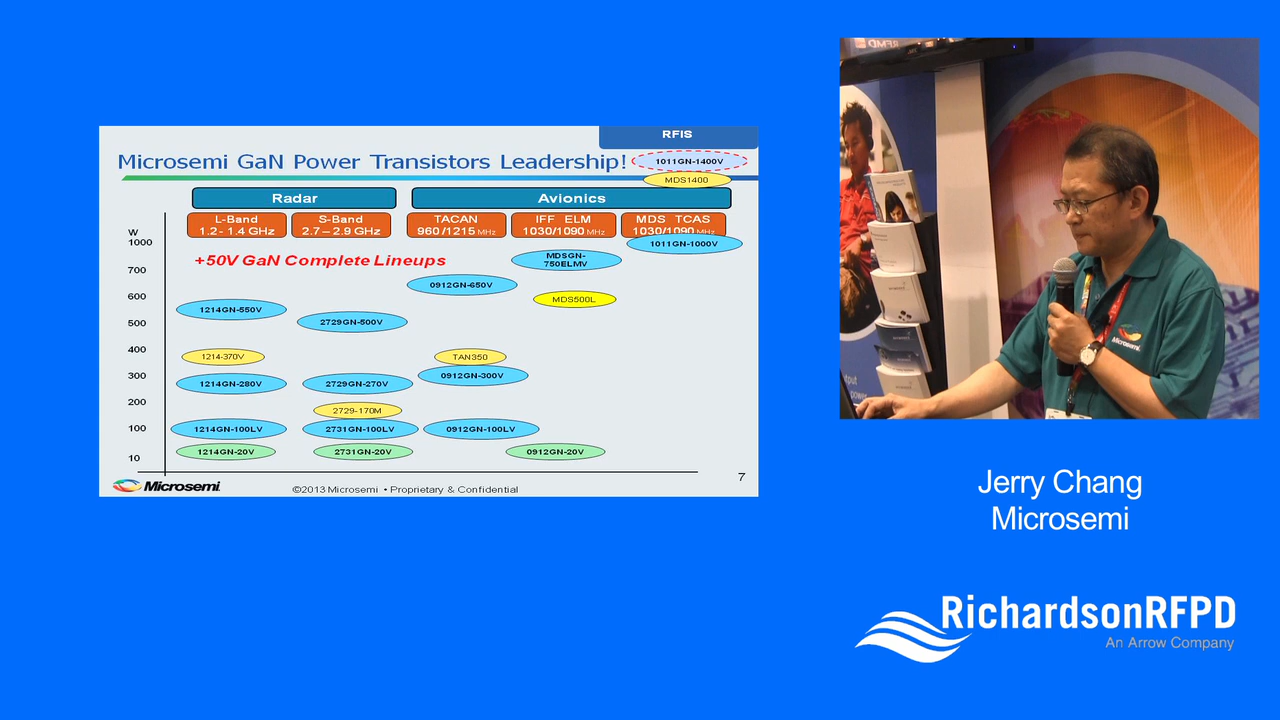 RFIS
Microsemi GaN Power Transistors Leadership!
1011GN-1400V
MDS1400
Radar
Avionics
L-Band
1.2- 1.4 GHz
S-Band
2.7 – 2.9 GHz
TACAN
960 /1215 MHz
IFF ELM
1030/1090 MHz
MDS TCAS
1030/1090 MHz
W
1000
1011GN-1000V
+50V GaN Complete Lineups
MDSGN-
750ELMV
700
0912GN-650V
600
MDS500L
1214GN-550V
500
2729GN-500V
400
1214-370V
TAN350
300
0912GN-300V
1214GN-280V
2729GN-270V
200
2729-170M
100
1214GN-100LV
2731GN-100LV
0912GN-100LV
10
1214GN-20V
2731GN-20V
0912GN-20V
7
Microsemi.
©2013 Microsemi • Proprietary & Confidential
RFMD
Microsemi.
output
power
Jerry Chang
Microsemi
RichardsonRFPD
An Arrow Company